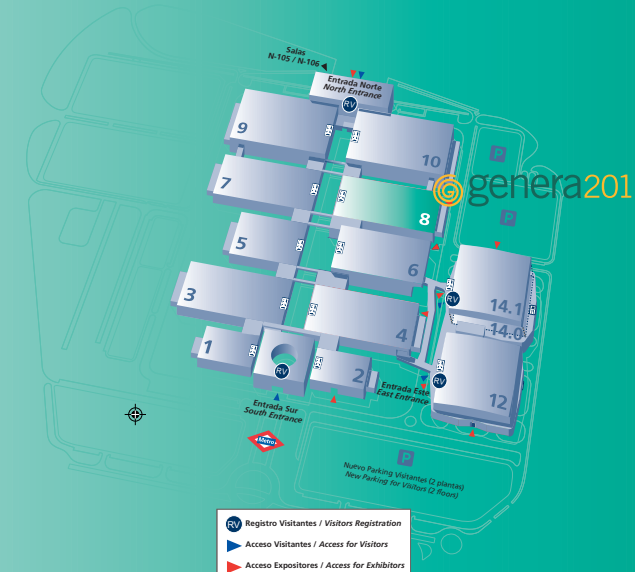 Salas
N-105 / N-106
Entrada Norte
North Entrance
RV
9
10
P
7
8
genera201
P
5
6
3
4
RV
14.1
14.0
1
RV
2
RV
12
Entrada Este
East Entrance
Entrada Sur
South Entrance
Metro
P
Nuevo Parking Visitantes (2 plantas)
New Parking for Visitors (2 floors)
RV Registro Visitantes / Visitors Registration
Acceso Visitantes / Access for Visitors
Acceso Expositores / Access for Exhibitors